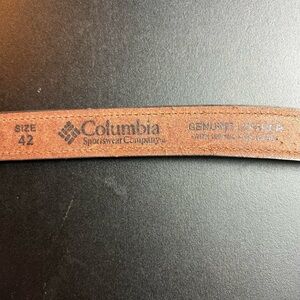 SIZE
42
Columbia
Sportswear Company
GENUINE LEATHER